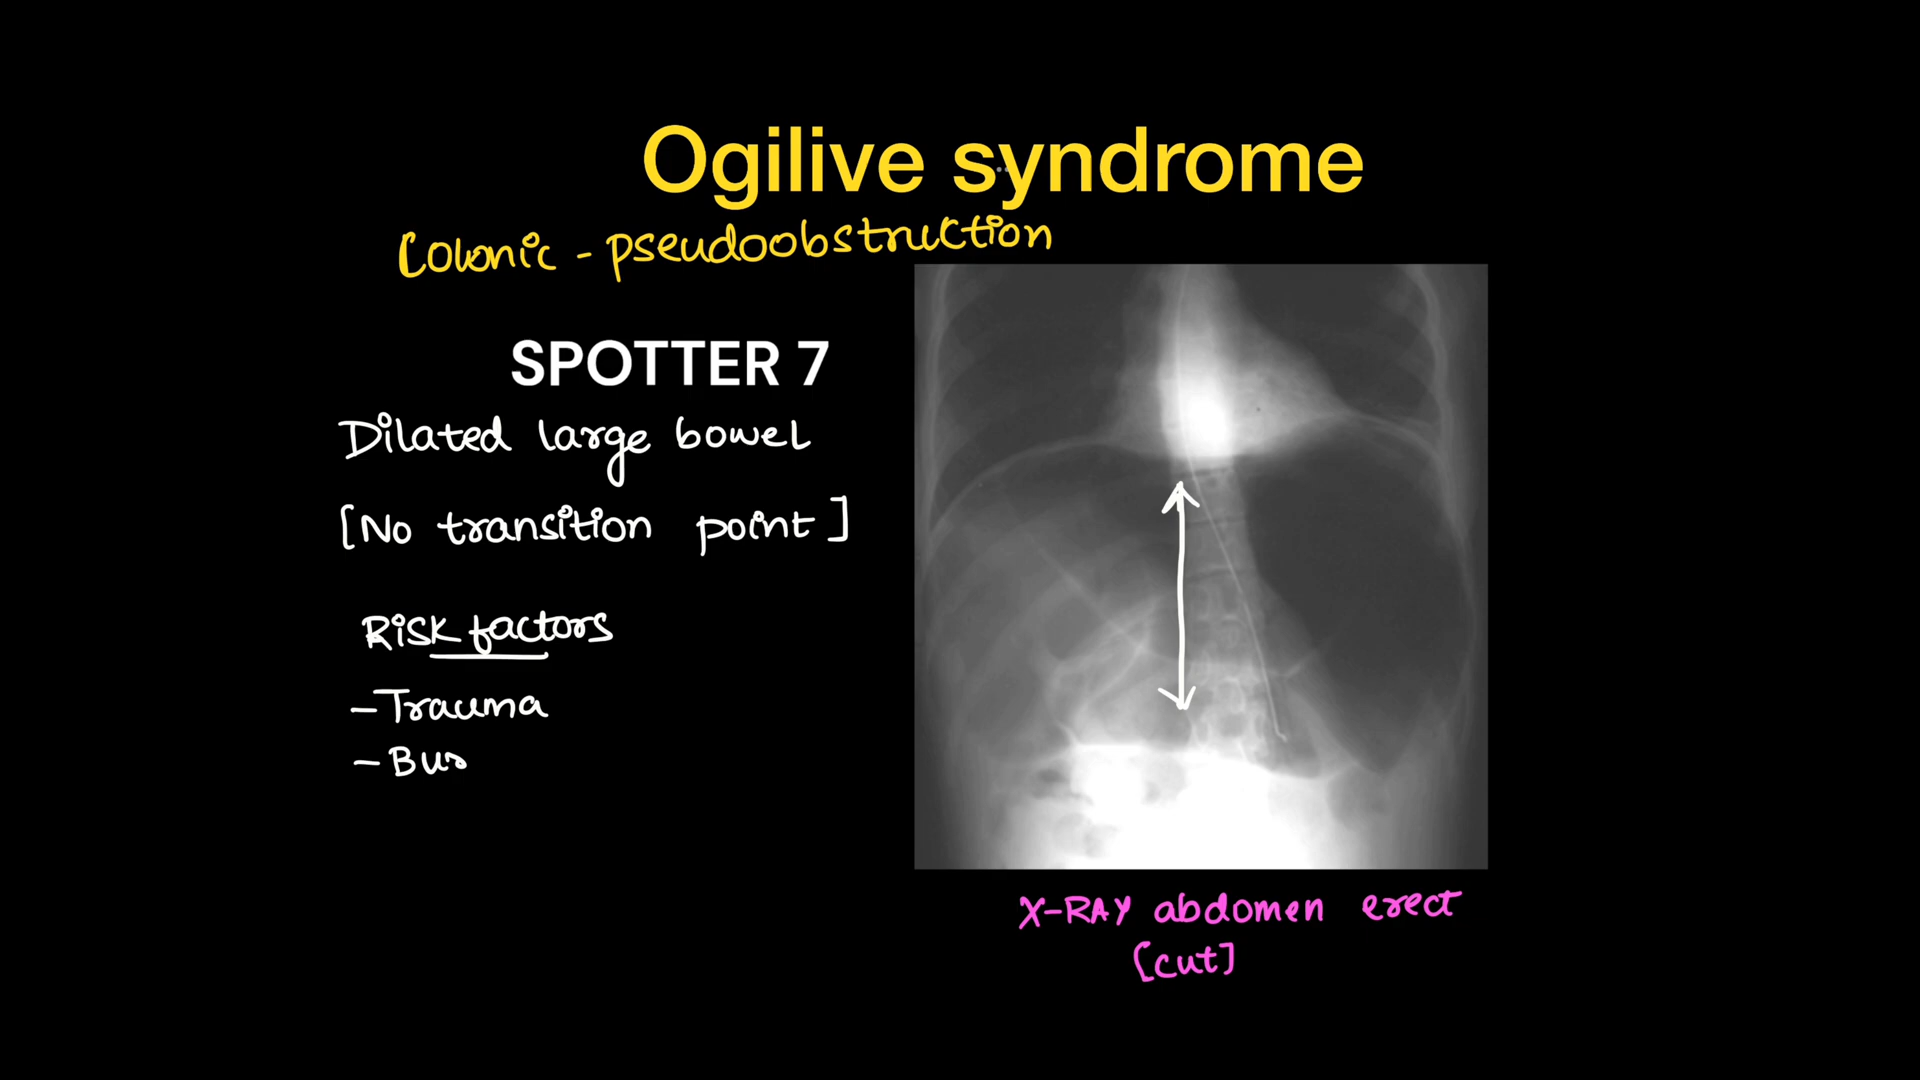 Ogilive syndrome
Colonic - pseudoobstruction
SPOTTER 7
Dilated large bowel
[No transition point]
Risk factors
- Trauma
- Bur
X-RAY abdomen erect
[cut]